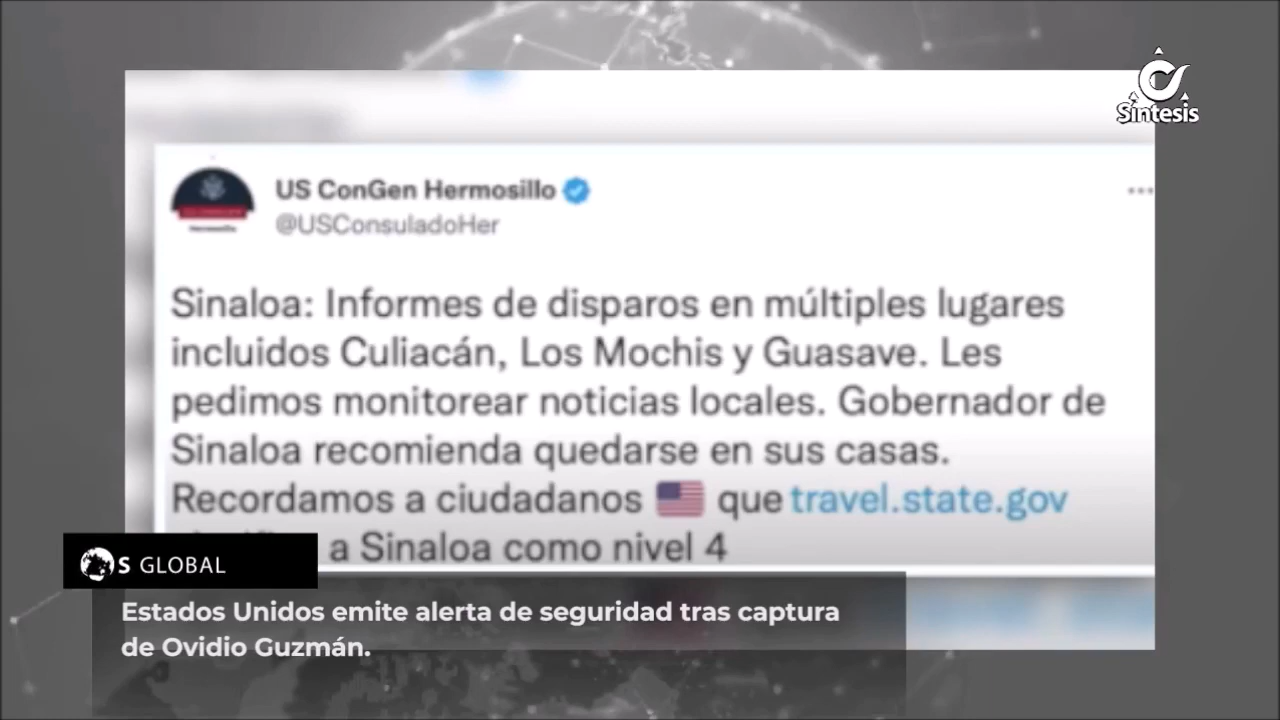 Síntesis
US ConGen Hermosillo
@USConsuladoHer
Sinaloa: Informes de disparos en múltiples lugares
incluidos Culiacán, Los Mochis y Guasave. Les
pedimos monitorear noticias locales. Gobernador de
Sinaloa recomienda quedarse en sus casas.
Recordamos a ciudadanos 🇺🇸 que travel.state.gov
a Sinaloa como nivel 4
S GLOBAL
Estados Unidos emite alerta de seguridad tras captura
de Ovidio Guzmán.